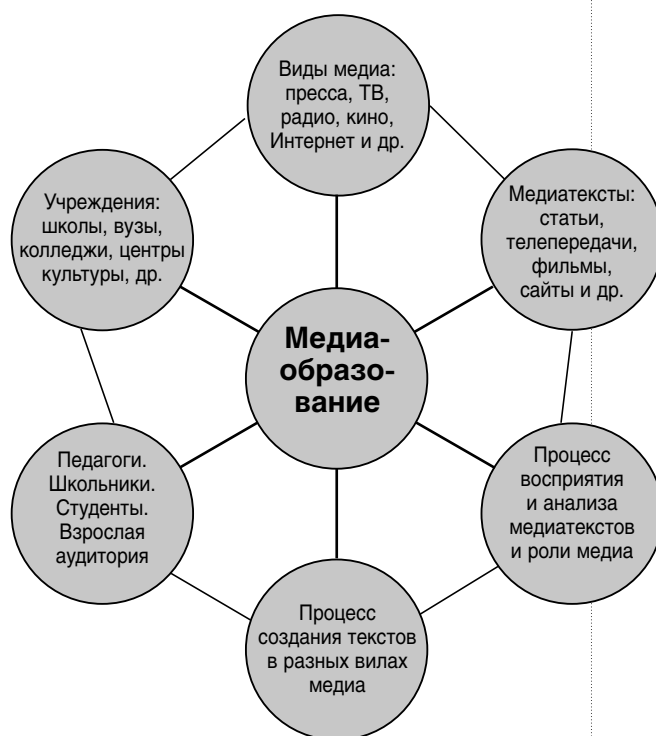 Виды медиа:
пресса, ТВ,
радио, кино,
Интернет и др.
Учреждения:
школы, вузы,
колледжи, центры
культуры, др.
Медиатексты:
статьи,
телепередачи,
фильмы,
сайты и др.
Медиа-
образо-
вание
Педагоги.
Школьники.
Студенты.
Взрослая
аудитория
Процесс
восприятия
и анализа
медиатекстов
и роли медиа
Процесс
создания текстов
в разных вилах
медиа